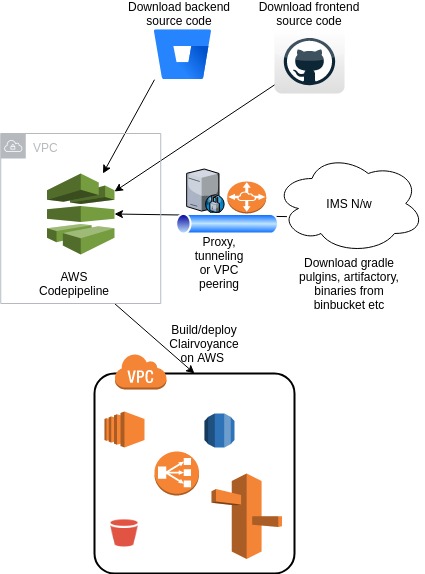 Download backend
source code
Download frontend
source code
VPC
AWS
Codepipeline
Proxy,
tunneling
or VPC
peering
IMS N/w
Download gradle
pulgins, artifactory,
binaries from
binbucket etc
Build/deploy
Clairvoyance
on AWS
VPC